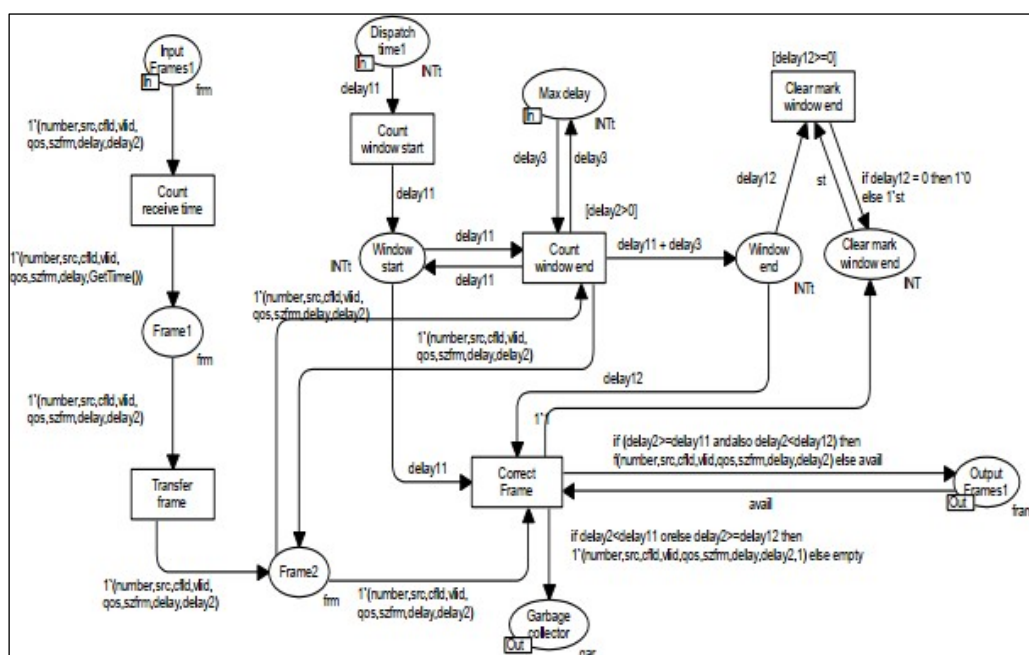 Input
Frames1
In
frm
1`(number,src,cfId,vlid,
qos,szfrm,delay,delay2)
Count
receive time
1`(number,src,cfId,vlid,
qos,szfrm,delay,GetTime())
Frame1
frm
1`(number,src,cfId,vlid,
qos,szfrm,delay,delay2)
Transfer
frame
1`(number,src,cfId,vlid,
qos,szfrm,delay,delay2)
Dispatch
time1
In
INTt
delay11
Count
window start
delay11
Window
start
INTt
delay11
delay11
Max delay
In
INTt
delay3
delay3
[delay2>0]
Count
window end
delay11 + delay3
Window
end
INTt
[delay12>=0]
Clear mark
window end
delay12
st
if delay12 = 0 then 1`0
else 1`st
Clear mark
window end
INT
1`(number,src,cfId,vlid,
qos,szfrm,delay,delay2)
1`(number,src,cfId,vlid,
qos,szfrm,delay,delay2)
delay12
1`1
delay11
Correct
Frame
if (delay2>=delay11 andalso delay2<delay12) then
f(number,src,cfId,vlid,qos,szfrm,delay,delay2) else avail
avail
Output
Frames1
Out
fran
if delay2<delay11 orelse delay2>=delay12 then
1`(number,src,cfId,vlid,qos,szfrm,delay,delay2,1) else empty
Frame2
frm
1`(number,src,cfId,vlid,
qos,szfrm,delay,delay2)
Garbage
collector
Out
gar